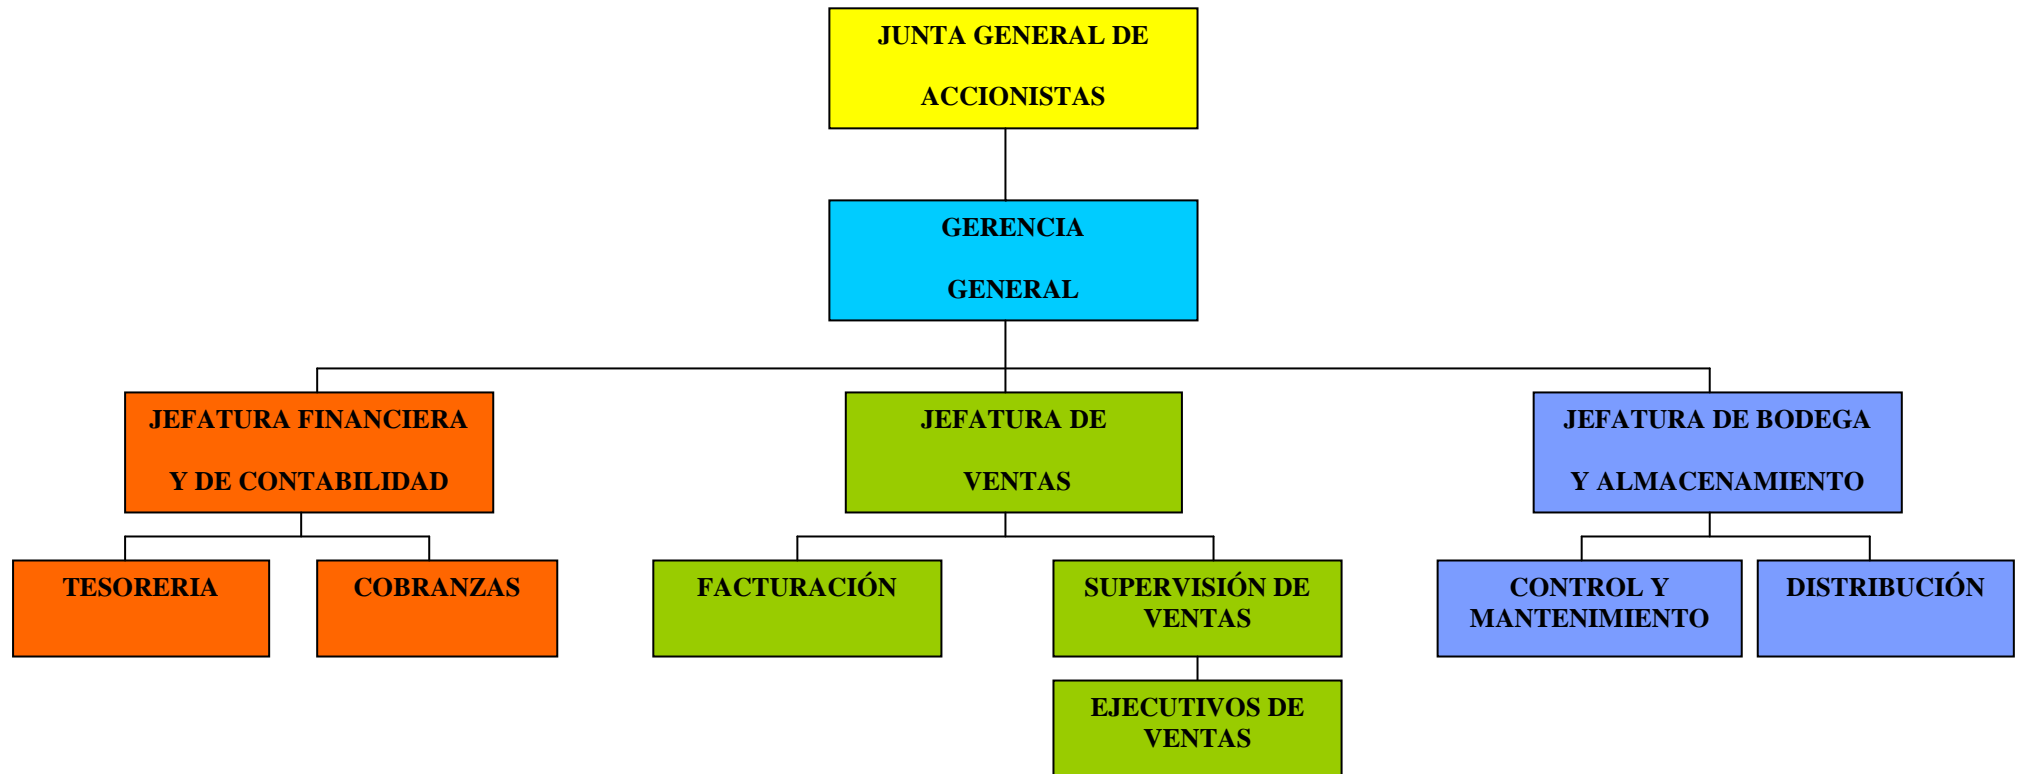 JUNTA GENERAL DE
ACCIONISTAS
GERENCIA
GENERAL
JEFATURA FINANCIERA
Y DE CONTABILIDAD
JEFATURA DE
VENTAS
JEFATURA DE BODEGA
Y ALMACENAMIENTO
TESORERIA
COBRANZAS
FACTURACIÓN
SUPERVISIÓN DE
VENTAS
CONTROL Y
MANTENIMIENTO
DISTRIBUCIÓN
EJECUTIVOS DE
VENTAS